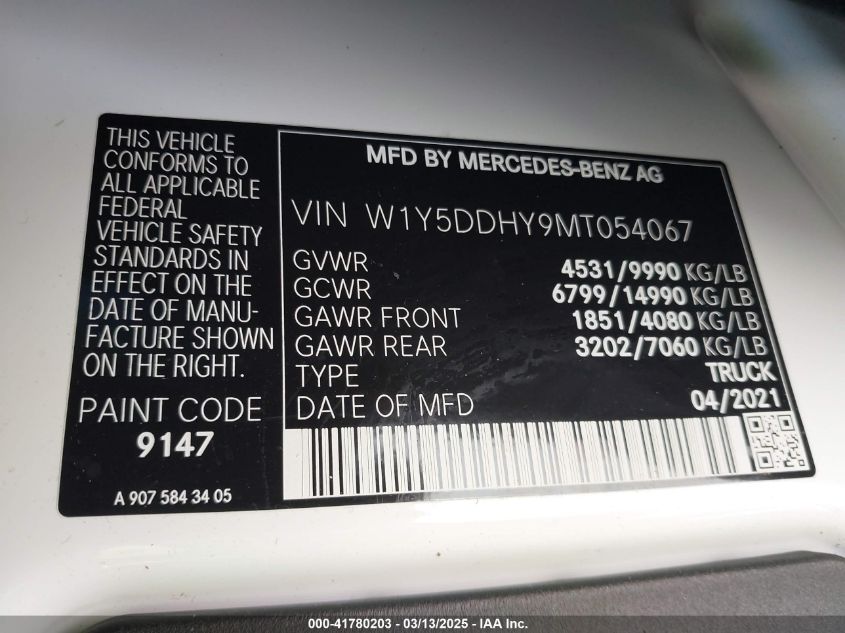 THIS VEHICLE
CONFORMS TO
ALL APPLICABLE
FEDERAL
VEHICLE SAFETY
STANDARDS IN
EFFECT ON THE
DATE OF MANU-
FACTURE SHOWN
ON THE RIGHT.
PAINT CODE
9147
A 907 584 34 05
MFD BY MERCEDES-BENZ AG
VIN W1Y5DDHY9MT054067
GVWR 4531/9990 KG/LB
GCWR 6799/14990 KG/LB
GAWR FRONT 1851/4080 KG/LB
GAWR REAR 3202/7060 KG/LB
TYPE TRUCK
DATE OF MFD 04/2021
000-41780203 - 03/13/2025 - IAA Inc.